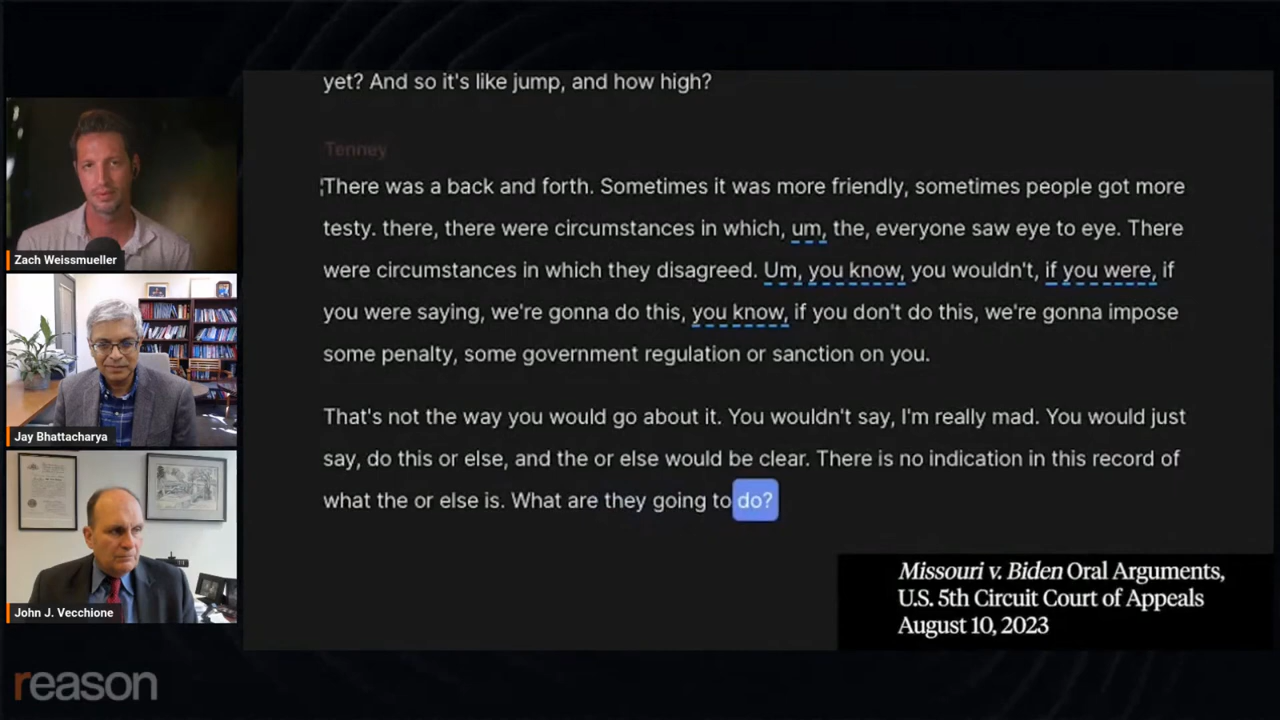 yet? And so it's like jump, and how high?
Tenney
There was a back and forth. Sometimes it was more friendly, sometimes people got more
testy. there, there were circumstances in which, um, the, everyone saw eye to eye. There
were circumstances in which they disagreed. Um, you know, you wouldn't, if you were, if
you were saying, we're gonna do this, you know, if you don't do this, we're gonna impose
some penalty, some government regulation or sanction on you.
That's not the way you would go about it. You wouldn't say, I'm really mad. You would just
say, do this or else, and the or else would be clear. There is no indication in this record of
what the or else is. What are they going to do?
Zach Weissmueller
Jay Bhattacharya
John J. Vecchione
Missouri v. Biden Oral Arguments,
U.S. 5th Circuit Court of Appeals
August 10, 2023
reason